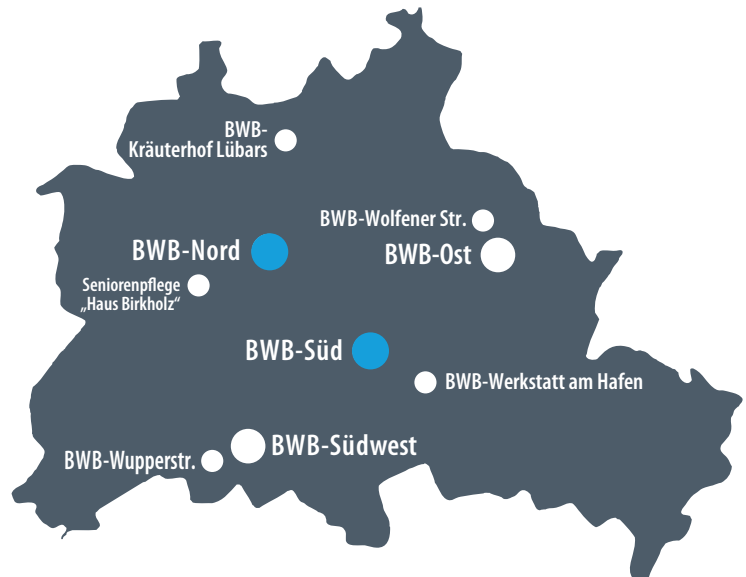 BWB-
Kräuterhof Lübars
BWB-Wolfener Str.
BWB-Nord
BWB-Ost
Seniorenpflege
„Haus Birkholz“
BWB-Süd
BWB-Werkstatt am Hafen
BWB-Südwest
BWB-Wupperstr.